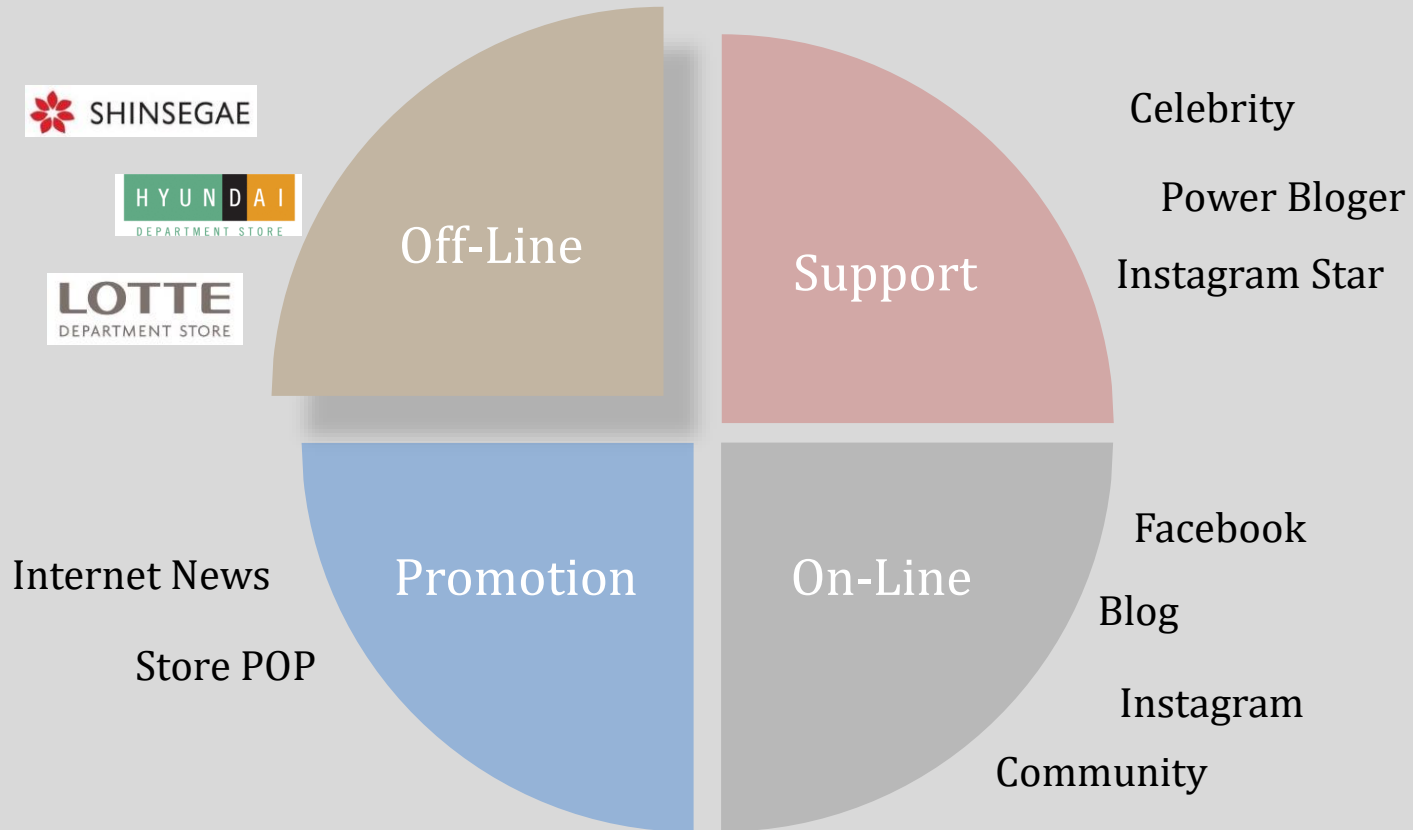 SHINSEGAE
HYUNDAI
DEPARTMENT STORE
LOTTE
DEPARTMENT STORE
Off-Line
Support
Celebrity
Power Bloger
Instagram Star
Internet News
Store POP
Promotion
On-Line
Facebook
Blog
Instagram
Community